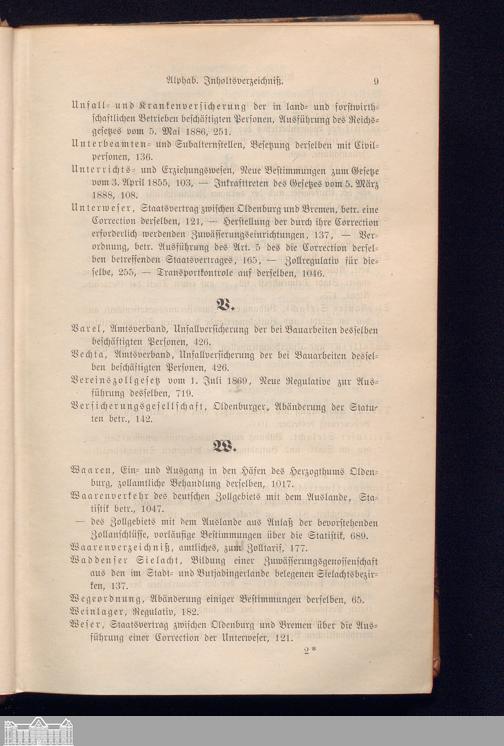 Alphab. Inholtsverzeichniß. 9
Unfall- und Krankenversicherung der in land- und forstwirth-
schaftlichen Betrieben beschäftigten Personen, Ausführung des Reichs-
gesetzes vom 5. Mai 1886, 251.
Unterbeamten- und Subalternstellen, Besetzung derselben mit Civil-
personen, 136.
Unterrichts- und Erziehungswesen, Neue Bestimmungen zum Gesetze
vom 3. April 1855, 103, — Inkrafttreten des Gesetzes vom 5. März
1888, 108.
Unterweser, Staatsvertrag zwischen Oldenburg und Bremen, betr. eine
Correction derselben, 121, — Herstellung der durch ihre Correction
erforderlich werdenden Zuwässerungseinrichtungen, 137, — Ver-
ordnung, betr. Ausführung des Art. 5 des die Correction dersel-
ben betreffenden Staatsvertrages, 165, — Zollregulativ für die-
selbe, 255, — Transportkontrole auf derselben, 1046.
V.
Varel, Amtsverband, Unfallversicherung der bei Bauarbeiten desselben
beschäftigten Personen, 426.
Vechta, Amtsverband, Unfallversicherung der bei Bauarbeiten dessel-
ben beschäftigten Personen, 426.
Vereinszollgesetz vom 1. Juli 1869, Neue Regulative zur Aus-
führung desselben, 719.
Versicherungsgesellschaft, Oldenburger, Abänderung der Statu-
ten betr., 142.
W.
Waaren, Ein- und Ausgang in den Häfen des Herzogthums Olden-
burg, zollamtliche Behandlung derselben, 1017.
Waarenverkehr des deutschen Zollgebiets mit dem Auslande, Sta-
tistik betr., 1047.
— des Zollgebiets mit dem Auslande aus Anlaß der bevorstehenden
Zollanschlüsse, vorläufige Bestimmungen über die Statistik, 689.
Waarenverzeichniß, amtliches, zum Zolltarif, 177.
Waddenser Sielacht, Bildung einer Zuwässerungsgenossenschaft
aus den im Stadt- und Butjadingerlande belegenen Sielachtsbezir-
ken, 137.
Wegeordnung, Abänderung einiger Bestimmungen derselben, 65.
Weinlager, Regulativ, 182.
Weser, Staatsvertrag zwischen Oldenburg und Bremen über die Aus-
führung einer Correction der Unterweser, 121.
2*